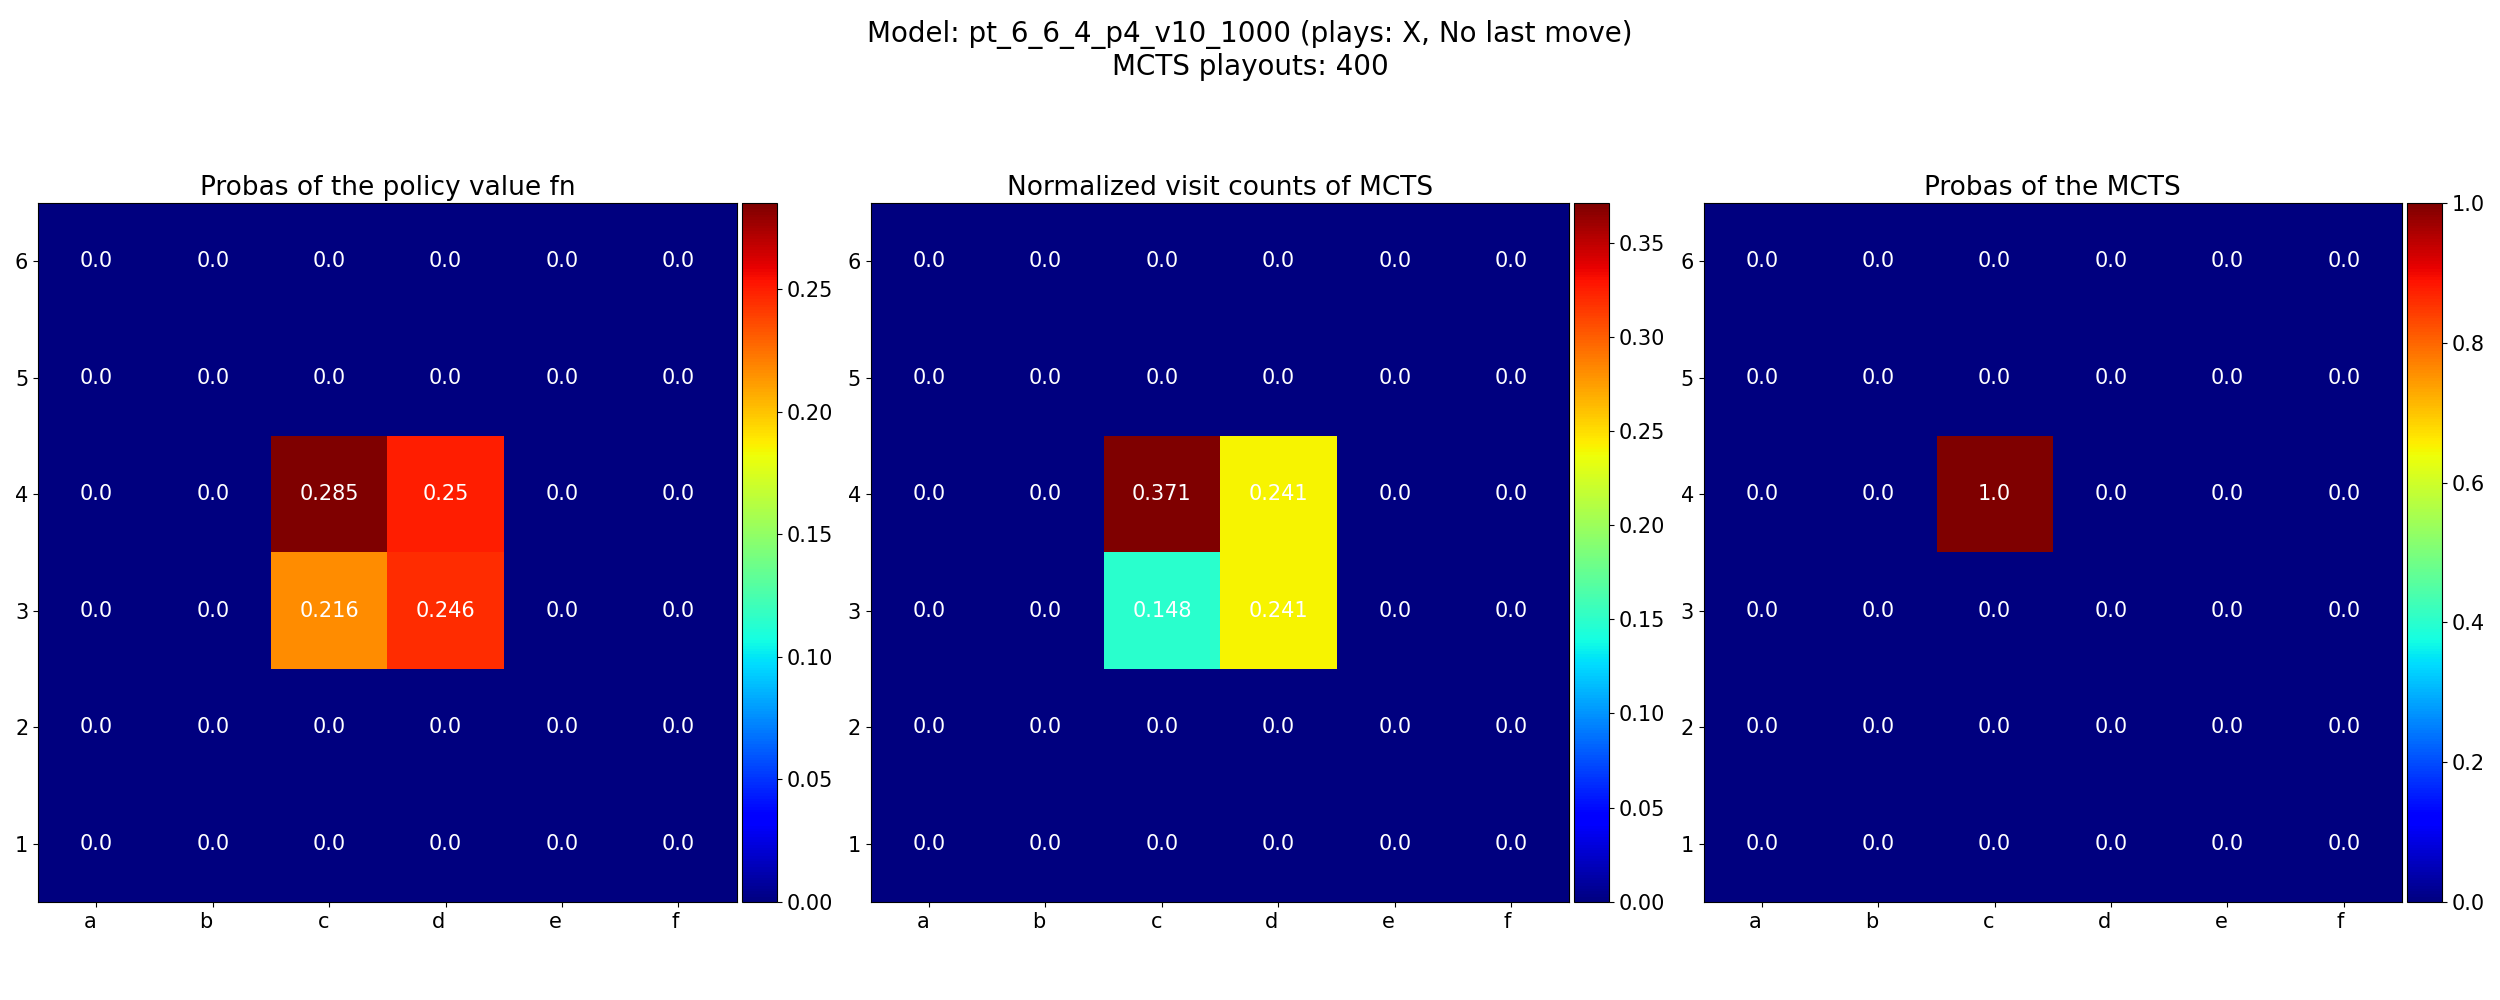 Model: pt_6_6_4_p4_v10_1000 (plays: X, No last move)
MCTS playouts: 400
Probas of the policy value fn
6 0.0 0.0 0.0 0.0 0.0 0.0
5 0.0 0.0 0.0 0.0 0.0 0.0
4 0.0 0.0 0.285 0.25 0.0 0.0
3 0.0 0.0 0.216 0.246 0.0 0.0
2 0.0 0.0 0.0 0.0 0.0 0.0
1 0.0 0.0 0.0 0.0 0.0 0.0
a b c d e f
0.25
0.20
0.15
0.10
0.05
0.00
Normalized visit counts of MCTS
6 0.0 0.0 0.0 0.0 0.0 0.0
5 0.0 0.0 0.0 0.0 0.0 0.0
4 0.0 0.0 0.371 0.241 0.0 0.0
3 0.0 0.0 0.148 0.241 0.0 0.0
2 0.0 0.0 0.0 0.0 0.0 0.0
1 0.0 0.0 0.0 0.0 0.0 0.0
a b c d e f
0.35
0.30
0.25
0.20
0.15
0.10
0.05
0.00
Probas of the MCTS
6 0.0 0.0 0.0 0.0 0.0 0.0
5 0.0 0.0 0.0 0.0 0.0 0.0
4 0.0 0.0 1.0 0.0 0.0 0.0
3 0.0 0.0 0.0 0.0 0.0 0.0
2 0.0 0.0 0.0 0.0 0.0 0.0
1 0.0 0.0 0.0 0.0 0.0 0.0
a b c d e f
1.0
0.8
0.6
0.4
0.2
0.0